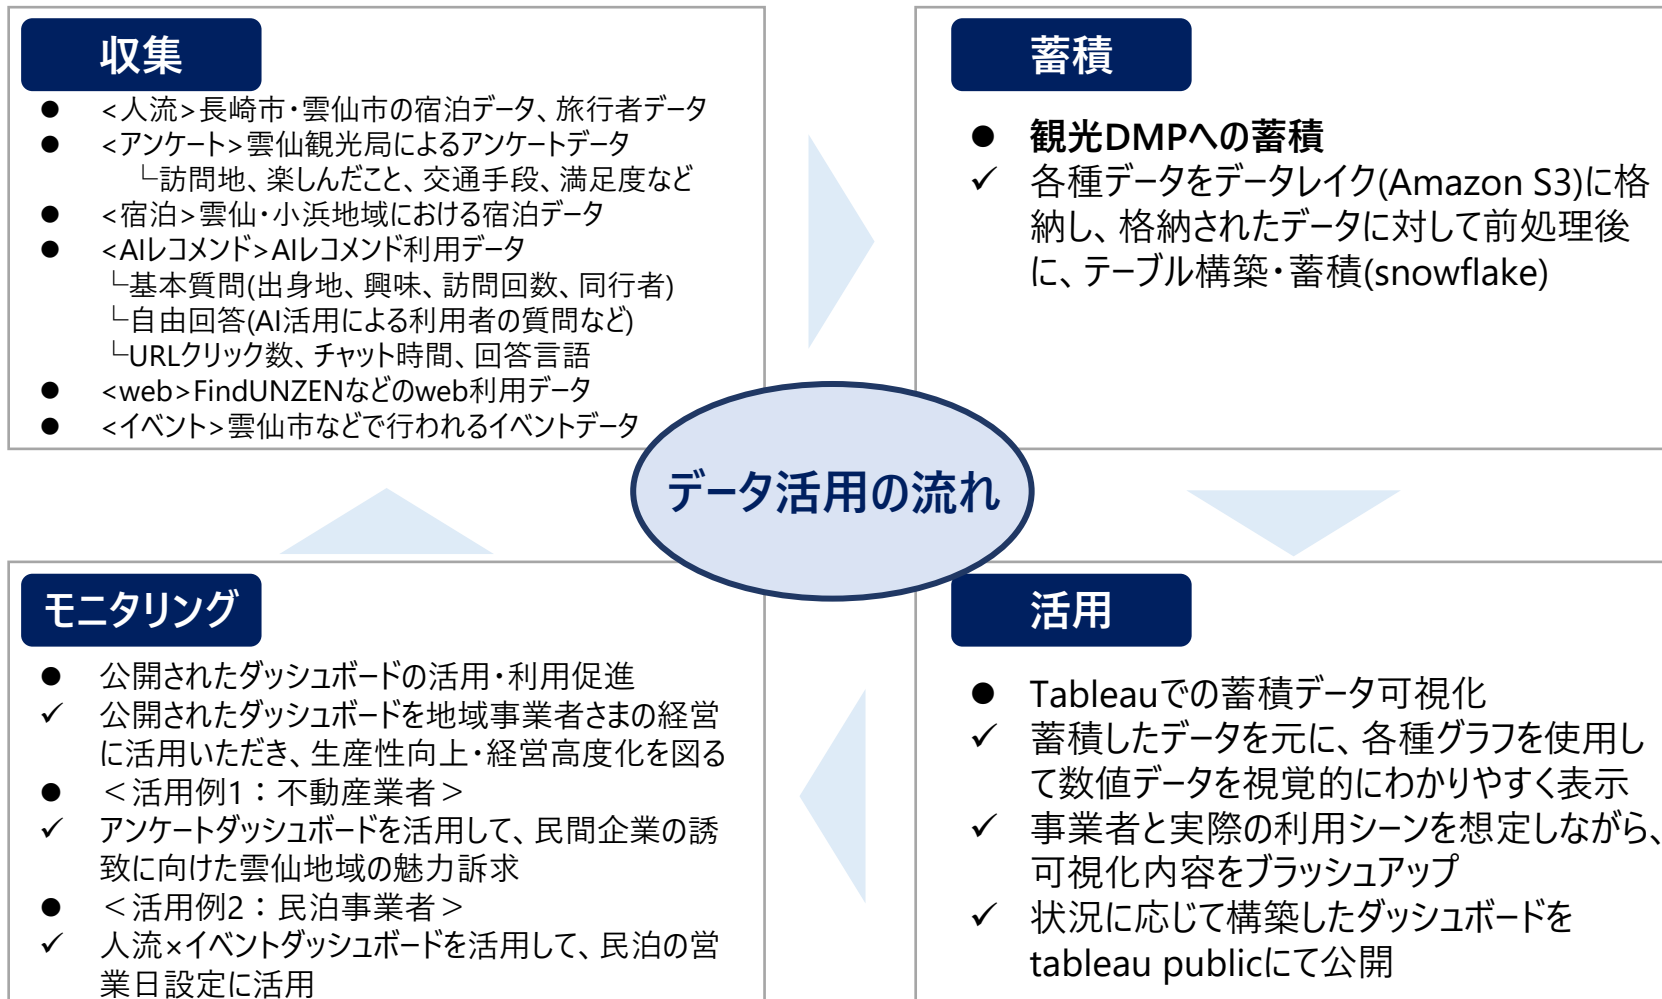 収集
● <人流>長崎市・雲仙市の宿泊データ、旅行者データ
● <アンケート>雲仙観光局によるアンケートデータ
└訪問地、楽しんだこと、交通手段、満足度など
● <宿泊>雲仙・小浜地域における宿泊データ
● <AIレコメンド>AIレコメンド利用データ
└基本質問(出身地、興味、訪問回数、同行者)
└自由回答(AI活用による利用者の質問など)
└URLクリック数、チャット時間、回答言語
● <web>FindUNZENなどのweb利用データ
● <イベント>雲仙市などで行われるイベントデータ
蓄積
● 観光DMPへの蓄積
✓ 各種データをデータレイク(Amazon S3)に格
納し、格納されたデータに対して前処理後
に、テーブル構築・蓄積(snowflake)
データ活用の流れ
モニタリング
● 公開されたダッシュボードの活用・利用促進
✓ 公開されたダッシュボードを地域事業者さまの経営
に活用いただき、生産性向上・経営高度化を図る
● ＜活用例1：不動産業者＞
✓ アンケートダッシュボードを活用して、民間企業の誘
致に向けた雲仙地域の魅力訴求
● ＜活用例2：民泊事業者＞
✓ 人流×イベントダッシュボードを活用して、民泊の営
業日設定に活用
活用
● Tableauでの蓄積データ可視化
✓ 蓄積したデータを元に、各種グラフを使用し
て数値データを視覚的にわかりやすく表示
✓ 事業者と実際の利用シーンを想定しながら、
可視化内容をブラッシュアップ
✓ 状況に応じて構築したダッシュボードを
tableau publicにて公開